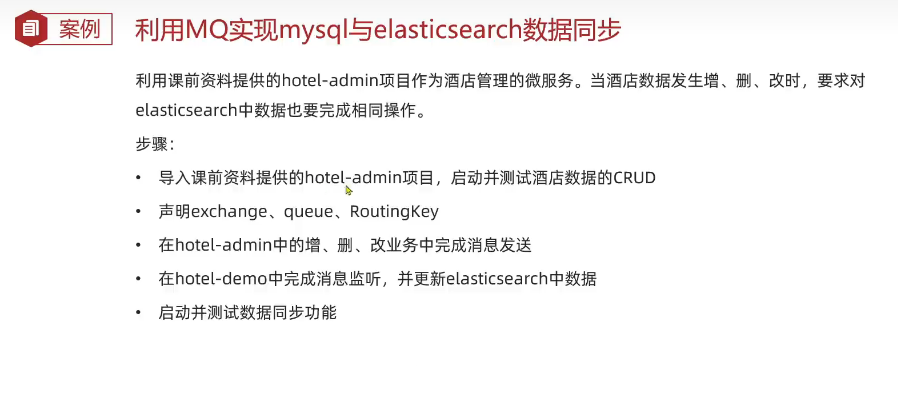 案例
利用MQ实现mysql与elasticsearch数据同步
利用课前资料提供的hotel-admin项目作为酒店管理的微服务。当酒店数据发生增、删、改时，要求对
elasticsearch中数据也要完成相同操作。
步骤：
• 导入课前资料提供的hotel-admin项目，启动并测试酒店数据的CRUD
• 声明exchange、queue、RoutingKey
• 在hotel-admin中的增、删、改业务中完成消息发送
• 在hotel-demo中完成消息监听，并更新elasticsearch中数据
• 启动并测试数据同步功能